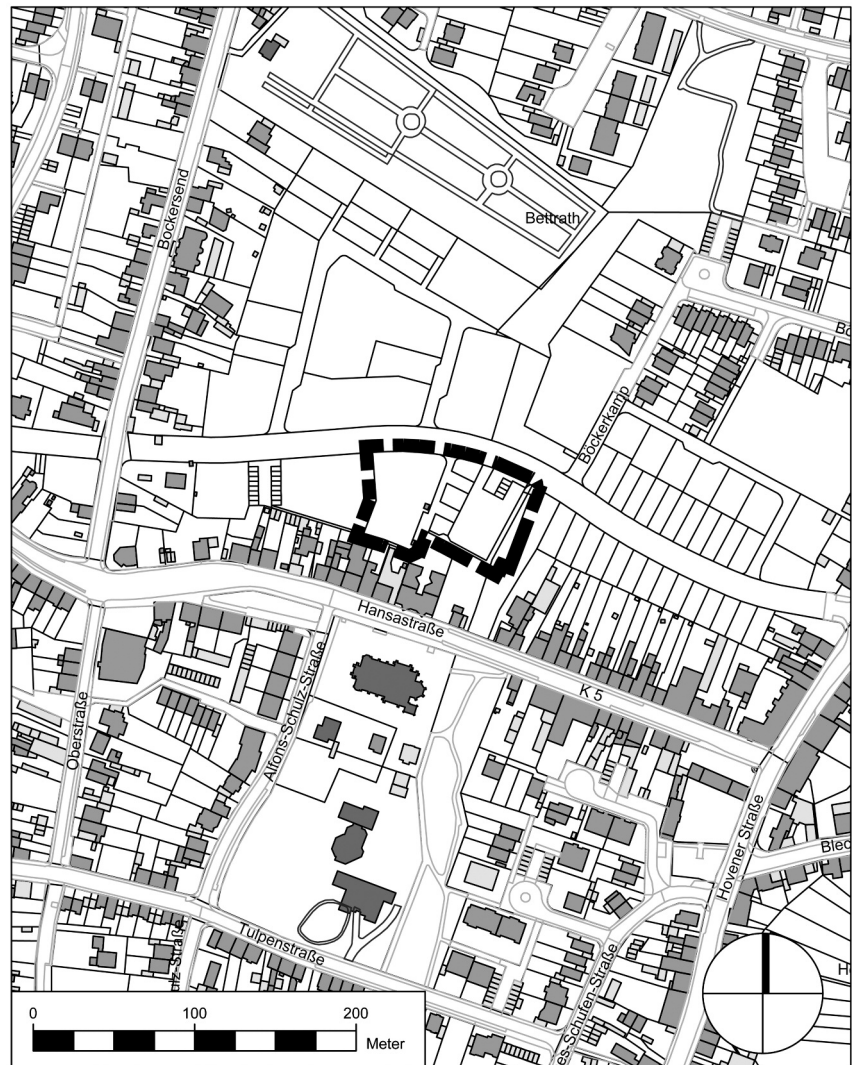 Bockersend
Bettrath
Böckerkamp
Hansastraße
K 5
Oberstraße
Alfons-Schulz-Straße
Hovener Straße
Tulpenstraße
0
100
200
Meter